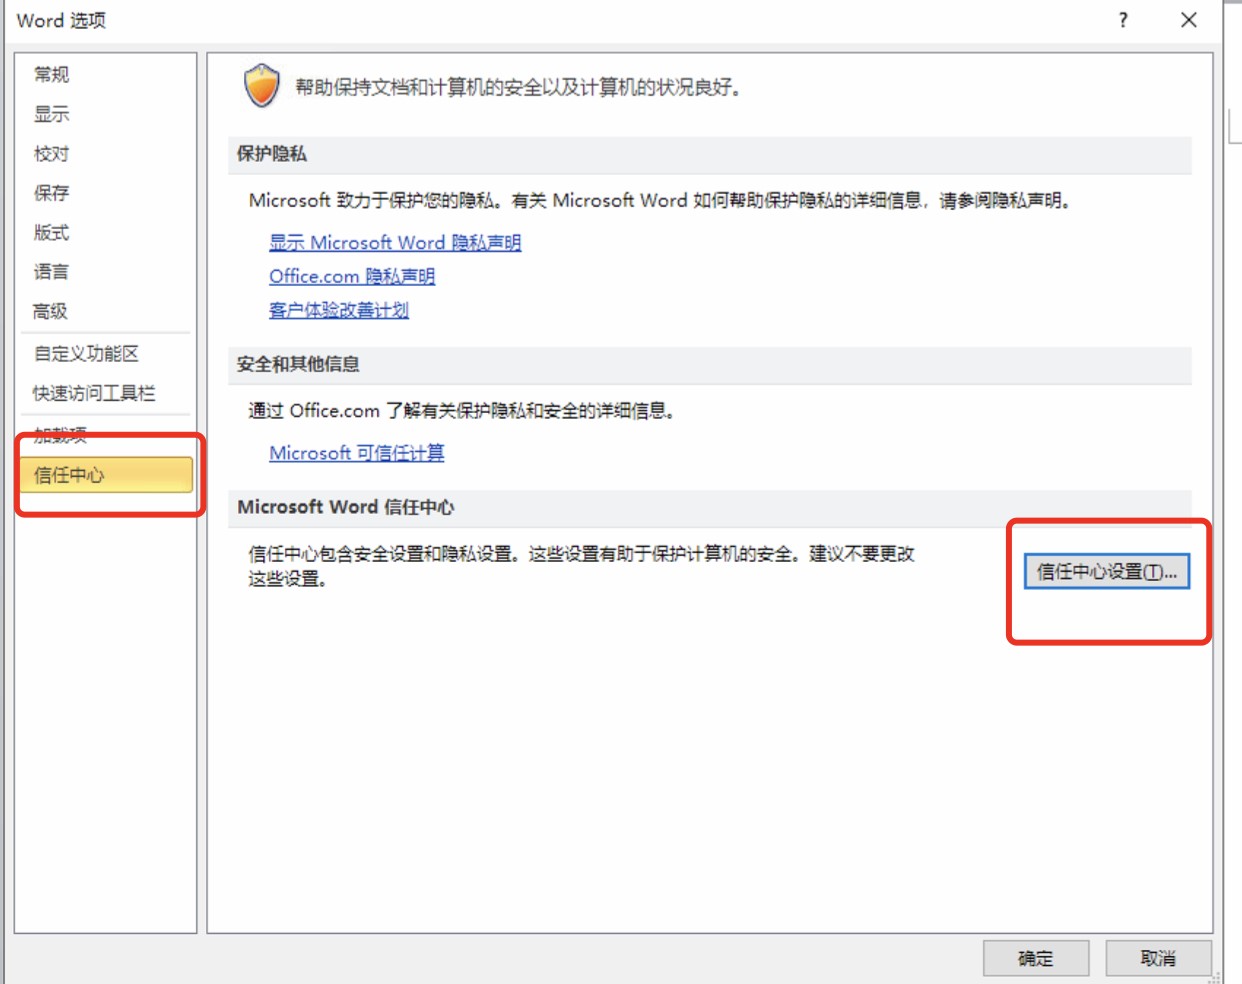 Word 选项
?
常规
显示
校对
保存
版式
语言
高级
自定义功能区
快速访问工具栏
加载项
信任中心
帮助保持文档和计算机的安全以及计算机的状况良好。
保护隐私
Microsoft 致力于保护您的隐私。有关 Microsoft Word 如何帮助保护隐私的详细信息，请参阅隐私声明。
显示 Microsoft Word 隐私声明
Office.com 隐私声明
客户体验改善计划
安全和其他信息
通过 Office.com 了解有关保护隐私和安全的详细信息。
Microsoft 可信任计算
Microsoft Word 信任中心
信任中心包含安全设置和隐私设置。这些设置有助于保护计算机的安全。建议不要更改
这些设置。
信任中心设置(T)...
确定
取消